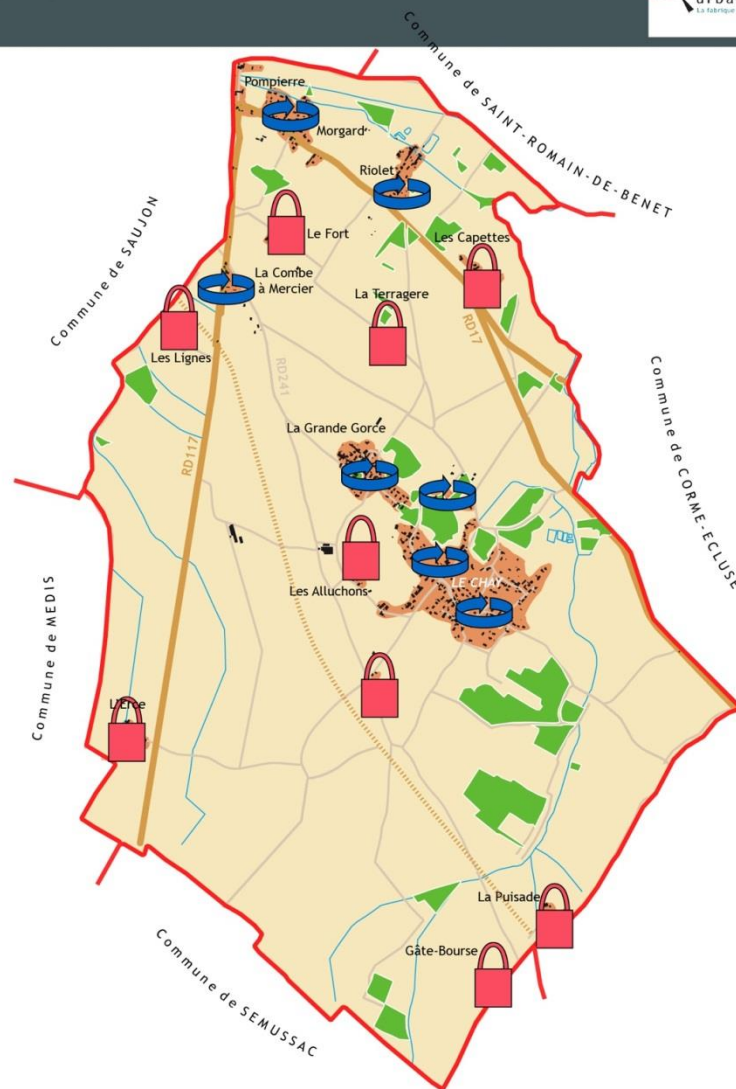 La fabrique
Commune de SAINT-ROMAIN-DE-BENET
Pompierre
Morgard
Riolet
Commune de SAUJON
Le Fort
Les Capettes
La Combe
à Mercier
La Terragere
Les Lignes
RD17
RD241
Commune de CORME-ECLUSE
La Grande Gorce
RD117
LE CHAY
Les Alluchons
Commune de MEDIS
L'Erce
La Puisade
Gâte-Bourse
Commune de SEMUSSAC